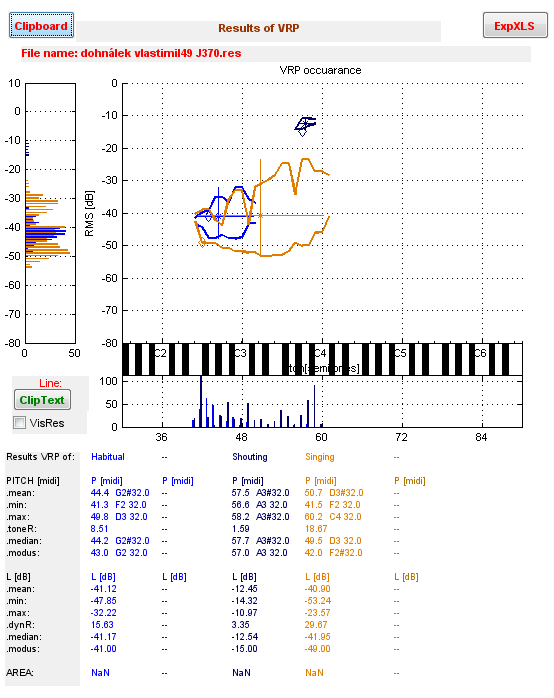 Clipboard
Results of VRP
ExpXLS
File name: dohnálek vlastimil49 J370.res
VRP occuarance
10
0
-10
-20
-30
-40
-50
-60
-70
-80
0 50
0
-10
-20
-30
-40
-50
-60
-70
-80
RMS [dB]
C2 C3 C4 C5 C6
100
50
0
36 48 60 72 84
Line:
ClipText
VisRes
Results VRP of: Habitual -- Shouting Singing --
PITCH [midi] P [midi] P [midi] P [midi] P [midi] P [midi]
.mean: 44.4 G2#32.0 -- 57.5 A3#32.0 50.7 D3#32.0 --
.min: 41.3 F2 32.0 -- 56.6 A3 32.0 41.5 F2 32.0 --
.max: 49.8 D3 32.0 -- 58.2 A3#32.0 60.2 C4 32.0 --
.toneR: 8.51 -- 1.59 18.67 --
.median: 44.2 G2#32.0 -- 57.7 A3#32.0 49.5 D3 32.0 --
.modus: 43.0 G2 32.0 -- 57.0 A3 32.0 42.0 F2#32.0 --
L [dB] L [dB] L [dB] L [dB] L [dB] L [dB]
.mean: -41.12 -- -12.45 -40.90 --
.min: -47.85 -- -14.32 -53.24 --
.max: -32.22 -- -10.97 -23.57 --
.dynR: 15.63 -- 3.35 29.67 --
.median: -41.17 -- -12.54 -41.95 --
.modus: -41.00 -- -15.00 -49.00 --
AREA: NaN -- NaN NaN --